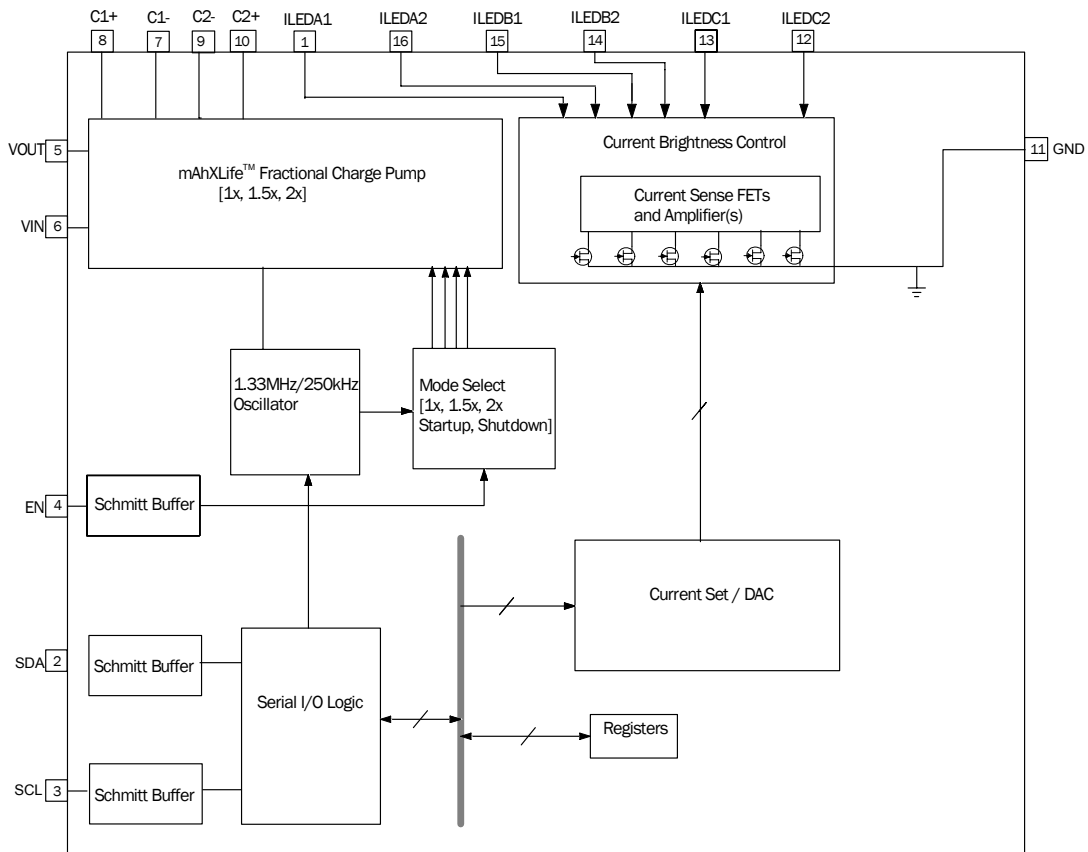 C1+
C1-
C2-
C2+
ILEDA1
ILEDA2
ILEDB1
ILEDB2
ILEDC1
ILEDC2
8
7
9
10
1
16
15
14
13
12
VOUT 5
VIN 6
mAhXLife™ Fractional Charge Pump
[1x, 1.5x, 2x]
Current Brightness Control
Current Sense FETs
and Amplifier(s)
11 GND
1.33MHz/250kHz
Oscillator
Mode Select
[1x, 1.5x, 2x
Startup, Shutdown]
EN 4
Schmitt Buffer
Current Set / DAC
SDA 2
Schmitt Buffer
Serial I/O Logic
Registers
SCL 3
Schmitt Buffer